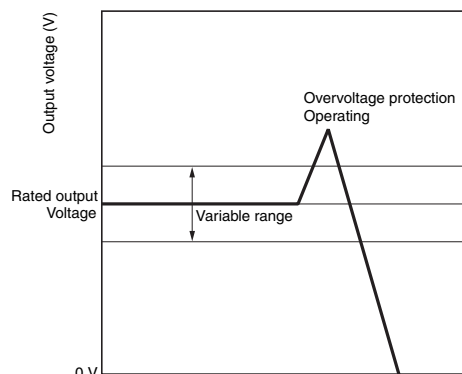 Output voltage (V)
Overvoltage protection
Operating
Rated output
Voltage
Variable range
0 V